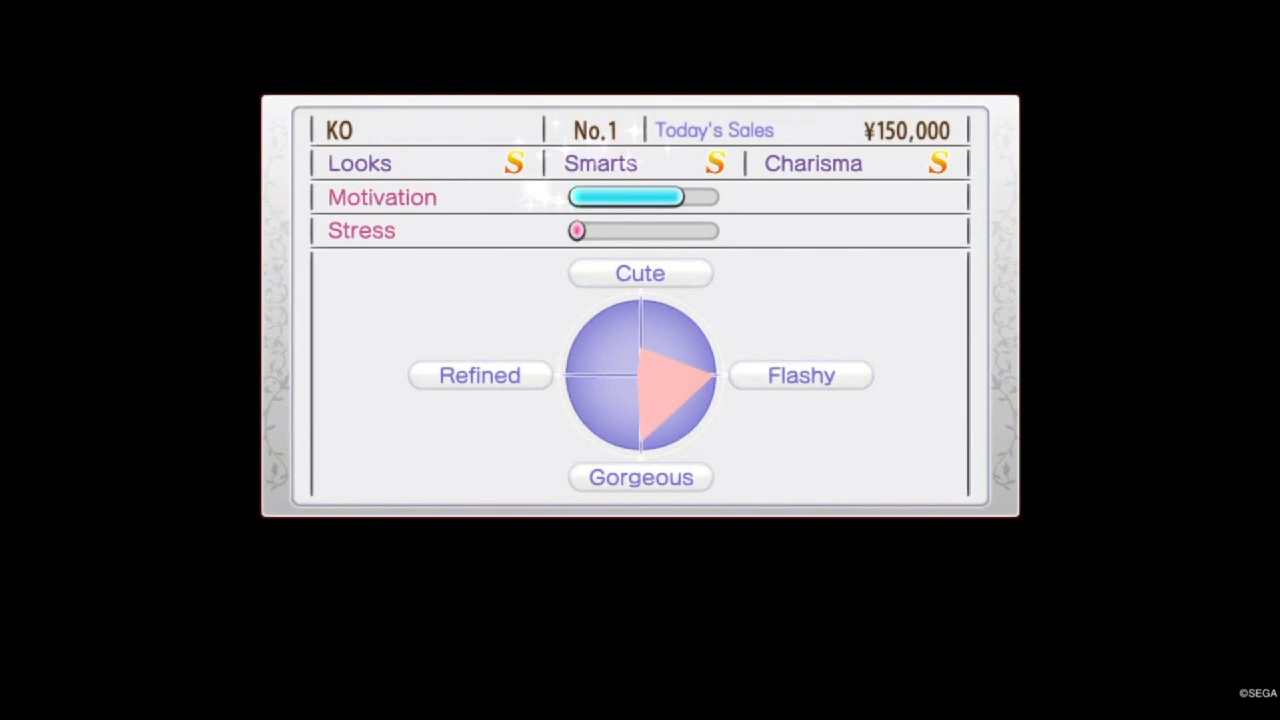 KO No.1 Today's Sales ¥150,000
Looks S Smarts S Charisma S
Motivation
Stress
Cute
Refined Flashy
Gorgeous
©SEGA